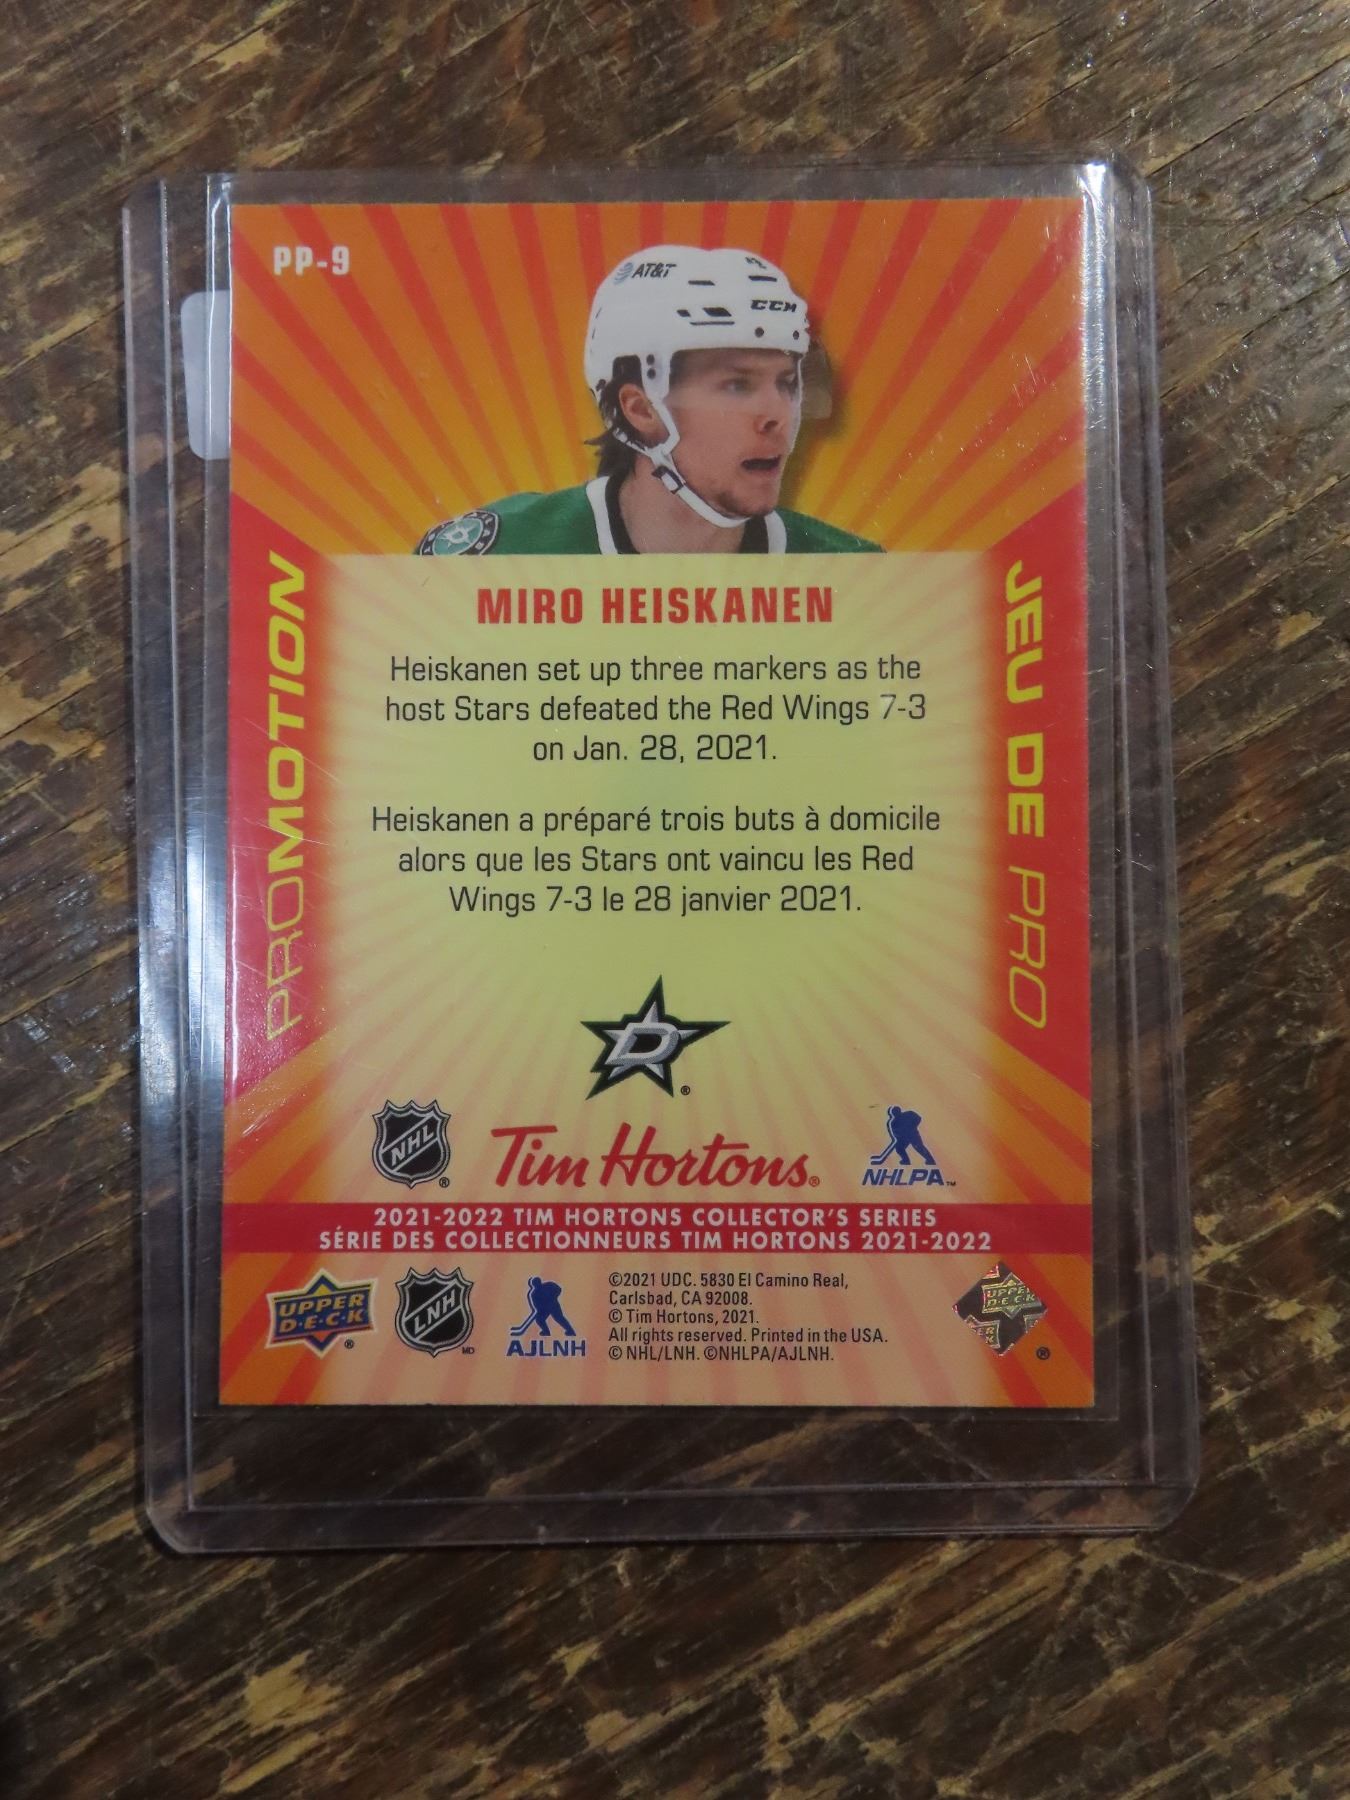 PP-9
AT&T
CCM
PROMOTION
JEU DE PRO
MIRO HEISKANEN
Heiskanen set up three markers as the
host Stars defeated the Red Wings 7-3
on Jan. 28, 2021.
Heiskanen a préparé trois buts à domicile
alors que les Stars ont vaincu les Red
Wings 7-3 le 28 janvier 2021.
D ®
NHL ®
Tim Hortons®
NHLPA™
2021-2022 TIM HORTONS COLLECTOR'S SERIES
SÉRIE DES COLLECTIONNEURS TIM HORTONS 2021-2022
UPPER
D·E·C·K ®
LNH MD
AJLNH
©2021 UDC. 5830 El Camino Real,
Carlsbad, CA 92008.
© Tim Hortons, 2021.
All rights reserved. Printed in the USA.
© NHL/LNH. ©NHLPA/AJLNH.
UPPER
DECK
®